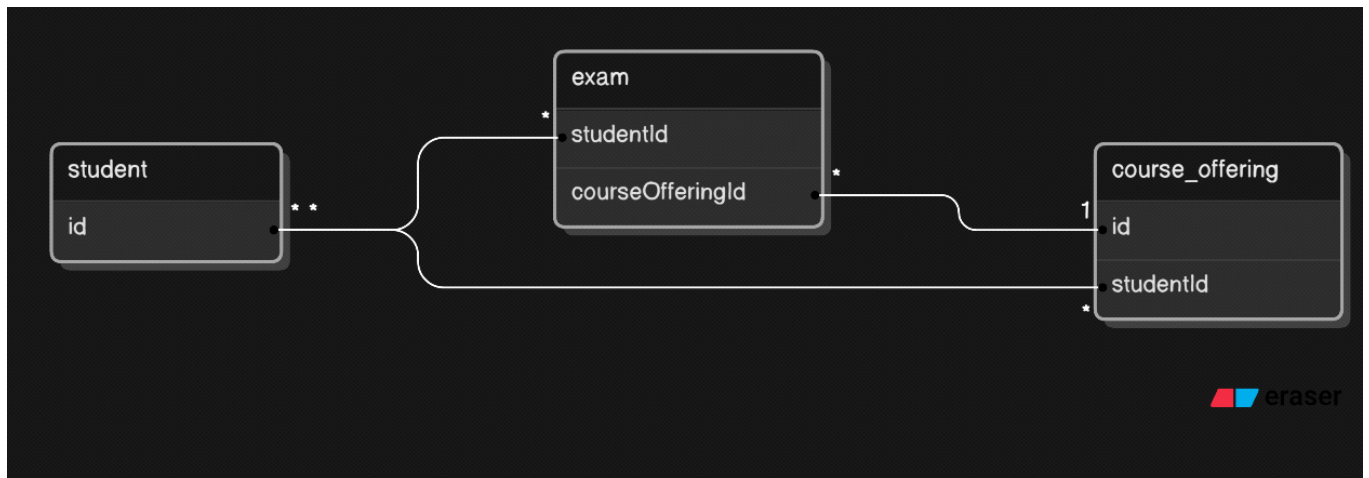 student
id
* *
*
exam
studentId
courseOfferingId
*
1
course_offering
id
studentId
*
eraser